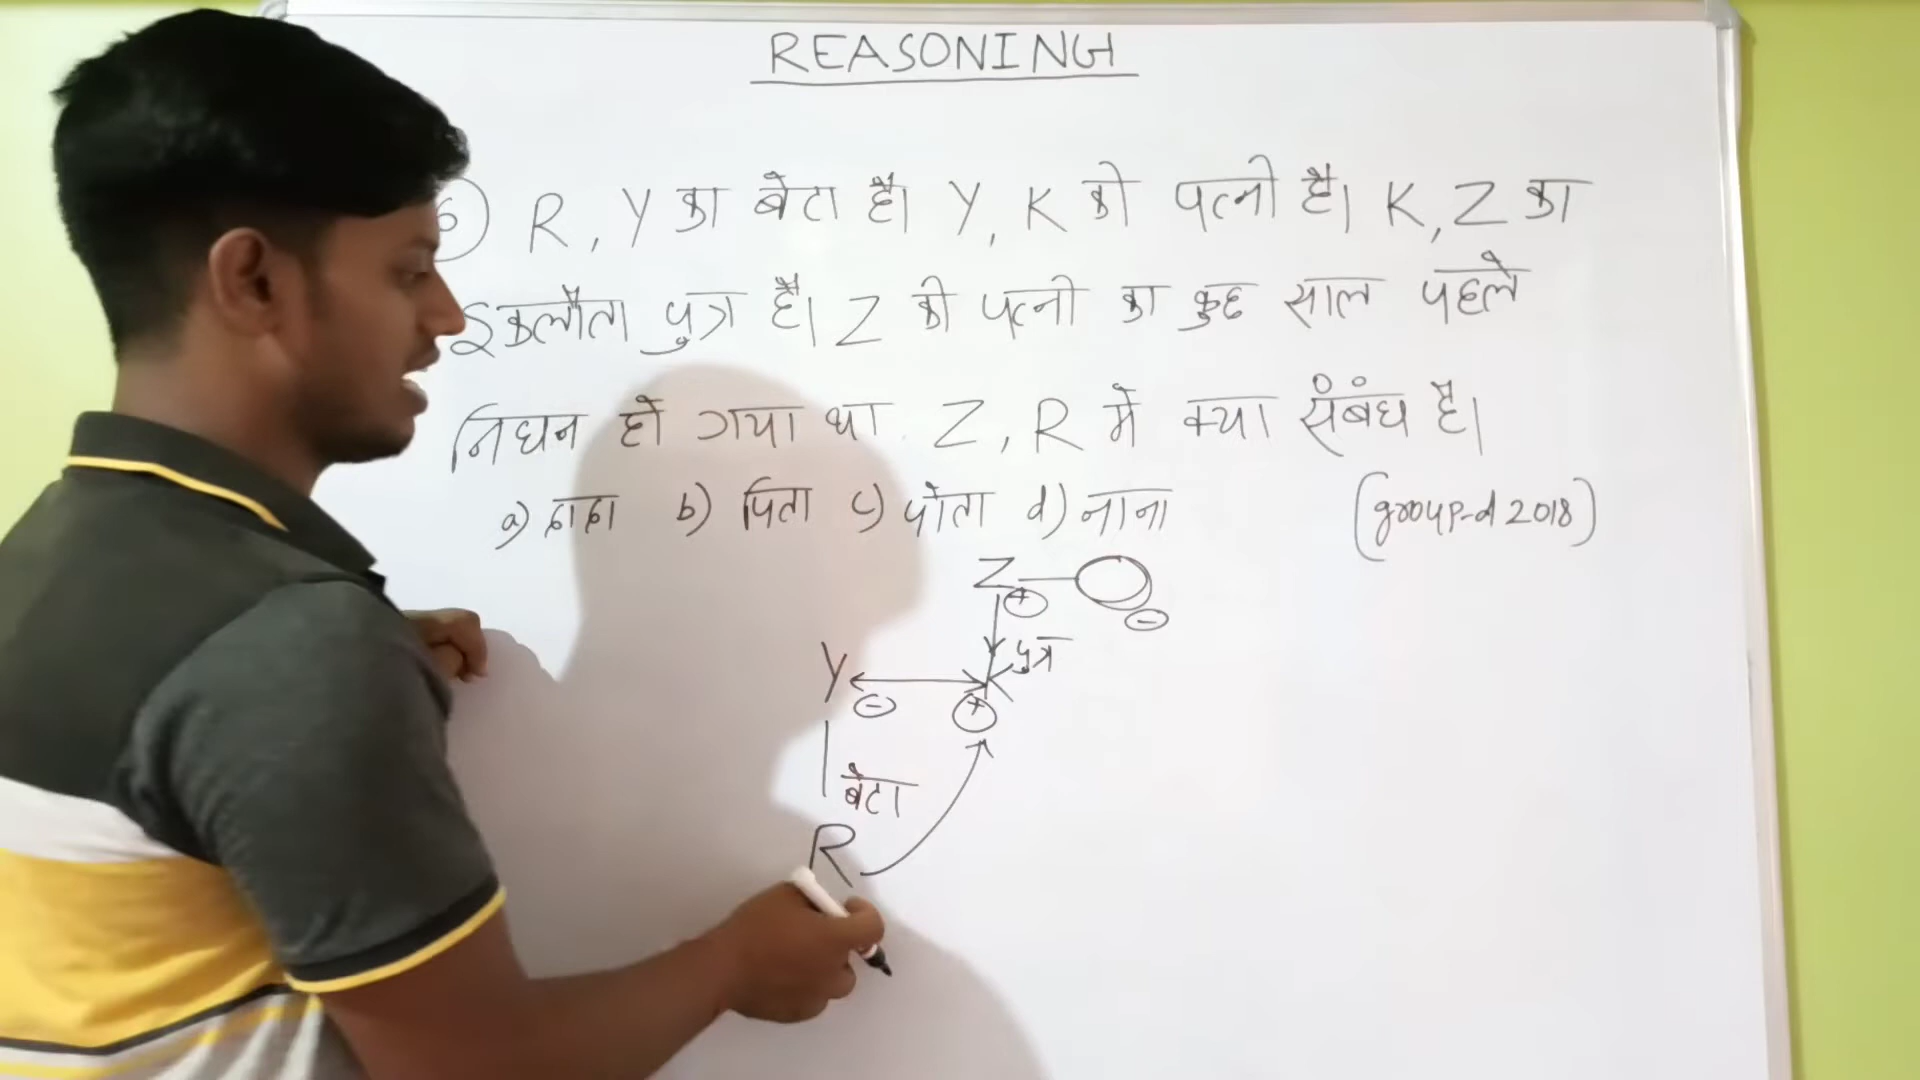 REASONING
6) R, Y का बेटा है। Y, K की पत्नी है। K, Z का
इकलौता पुत्र है। Z की पत्नी का कुछ साल पहले
निधन हो गया था. Z, R मे क्या संबंध है।
a) दादा b) पिता c) पोता d) नाना (group-d 2018)
Z +
-
पुत्र
Y - K +
बेटा
R